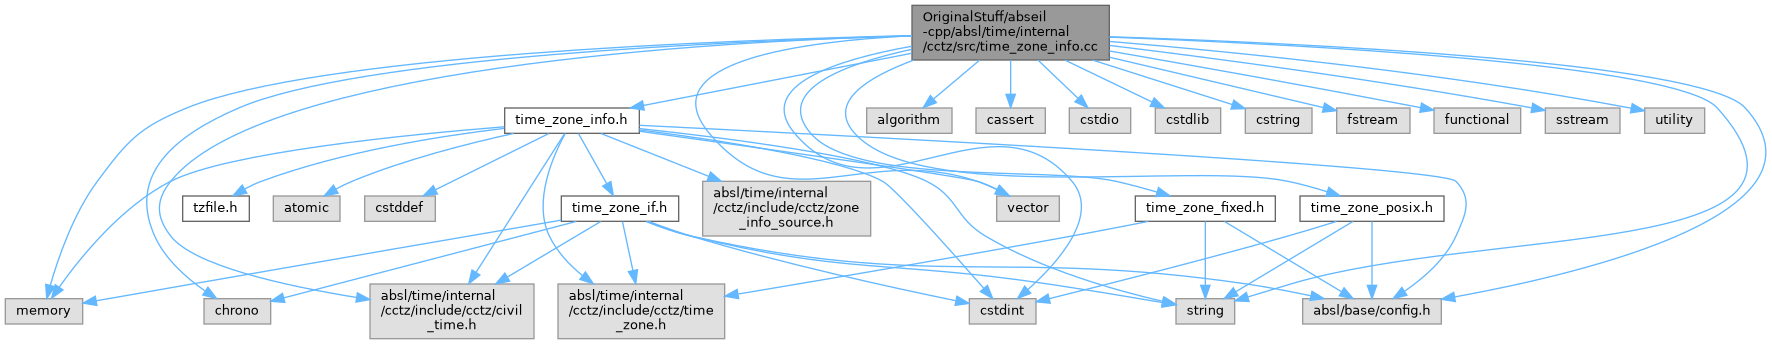 OriginalStuff/abseil
-cpp/absl/time/internal
/cctz/src/time_zone_info.cc
time_zone_info.h
algorithm
cassert
cstdio
cstdlib
cstring
fstream
functional
sstream
utility
tzfile.h
atomic
cstddef
time_zone_if.h
absl/time/internal
/cctz/include/cctz/zone
_info_source.h
vector
time_zone_fixed.h
time_zone_posix.h
memory
chrono
absl/time/internal
/cctz/include/cctz/civil
_time.h
absl/time/internal
/cctz/include/cctz/time
_zone.h
cstdint
string
absl/base/config.h